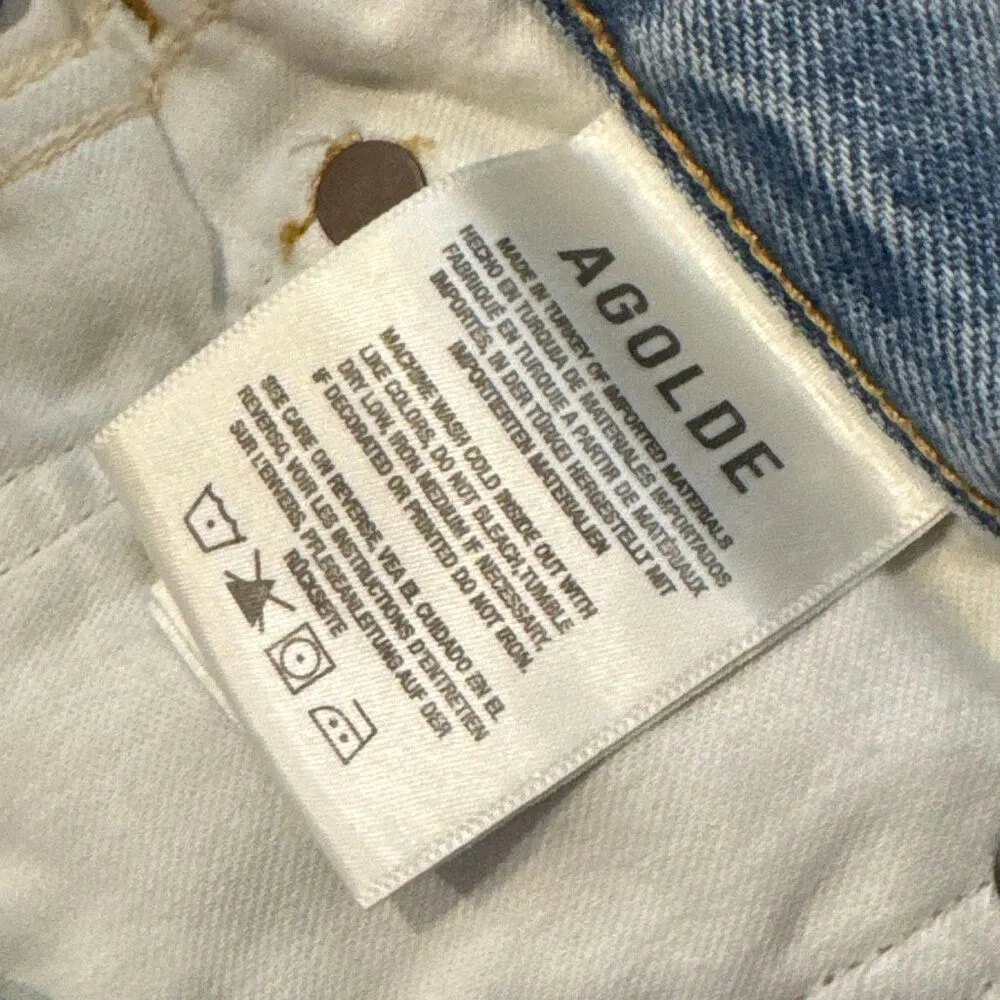 AGOLDE
MADE IN TURKEY OF IMPORTED MATERIALS
HECHO EN TURQUIA DE MATERIALES IMPORTADOS
FABRIQUÉ EN TURQUIE A PARTIR DE MATÉRIAUX
IMPORTÉS, IN DER TÜRKEI HERGESTELLT MIT
IMPORTIERTEN MATERIALIEN
MACHINE WASH COLD INSIDE OUT WITH
LIKE COLORS, DO NOT BLEACH,TUMBLE
DRY LOW, IRON MEDIUM IF NECESSARY,
IF DECORATED OR PRINTED DO NOT IRON.
SEE CARE ON REVERSE, VEA EL CUIDADO EN EL
REVERSO, VOIR LES INSTRUCTIONS D'ENTRETIEN
SUR L'ENVERS, PFLEGEANLEITUNG AUF DER
RÜCKSEITE